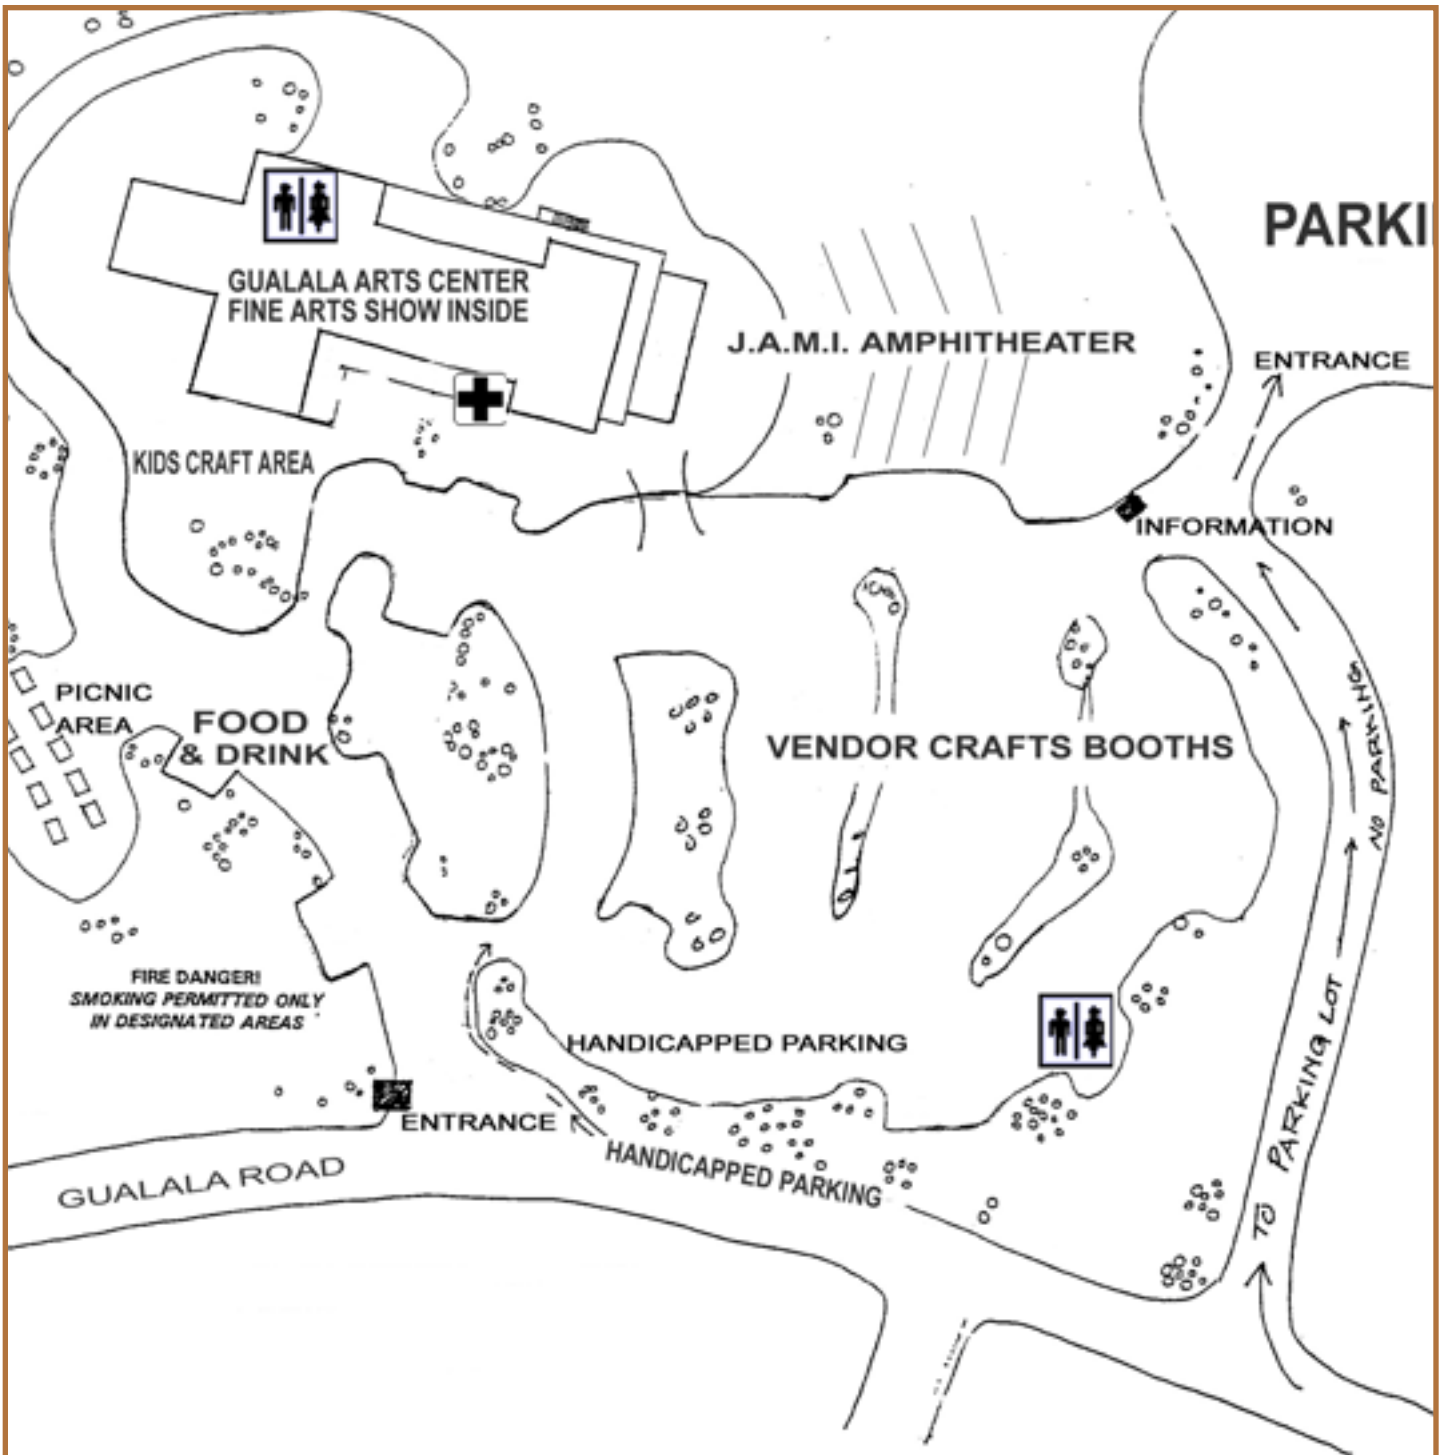 PARKI
GUALALA ARTS CENTER
FINE ARTS SHOW INSIDE
J.A.M.I. AMPHITHEATER
ENTRANCE
KIDS CRAFT AREA
INFORMATION
PICNIC
AREA
FOOD
& DRINK
VENDOR CRAFTS BOOTHS
NO PARKING
FIRE DANGER!
SMOKING PERMITTED ONLY
IN DESIGNATED AREAS
HANDICAPPED PARKING
ENTRANCE
HANDICAPPED PARKING
GUALALA ROAD
TO PARKING LOT